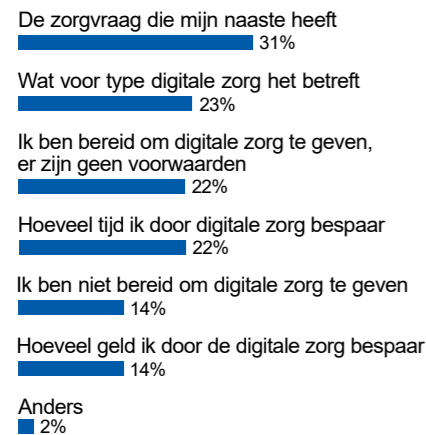 De zorgvraag die mijn naaste heeft
31%
Wat voor type digitale zorg het betreft
23%
Ik ben bereid om digitale zorg te geven,
er zijn geen voorwaarden
22%
Hoeveel tijd ik door digitale zorg bespaar
22%
Ik ben niet bereid om digitale zorg te geven
14%
Hoeveel geld ik door de digitale zorg bespaar
14%
Anders
2%